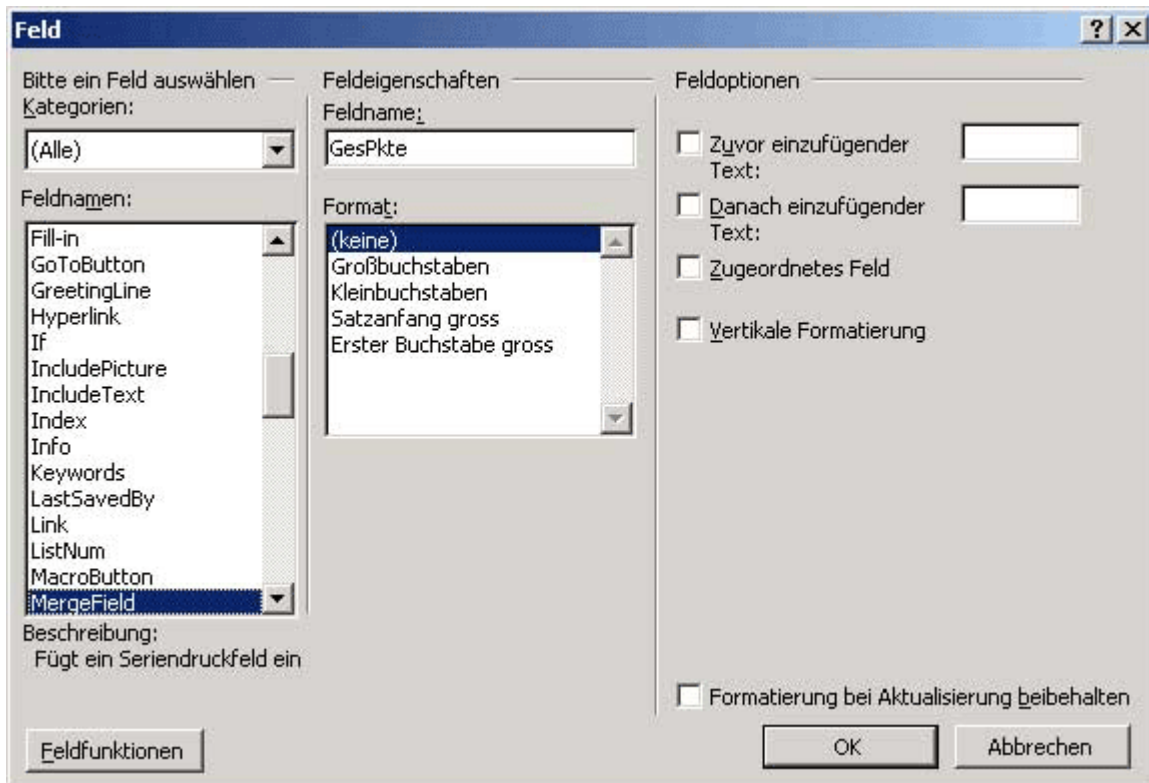 Feld
Bitte ein Feld auswählen
Kategorien:
(Alle)
Feldnamen:
Fill-in
GoToButton
GreetingLine
Hyperlink
If
IncludePicture
IncludeText
Index
Info
Keywords
LastSavedBy
Link
ListNum
MacroButton
MergeField
Beschreibung:
Fügt ein Seriendruckfeld ein
Feldfunktionen
Feldeigenschaften
Feldname:
GesPkte
Format:
(keine)
Großbuchstaben
Kleinbuchstaben
Satzanfang gross
Erster Buchstabe gross
Feldoptionen
Zuvor einzufügender
Text:
Danach einzufügender
Text:
Zugeordnetes Feld
Vertikale Formatierung
Formatierung bei Aktualisierung beibehalten
OK
Abbrechen